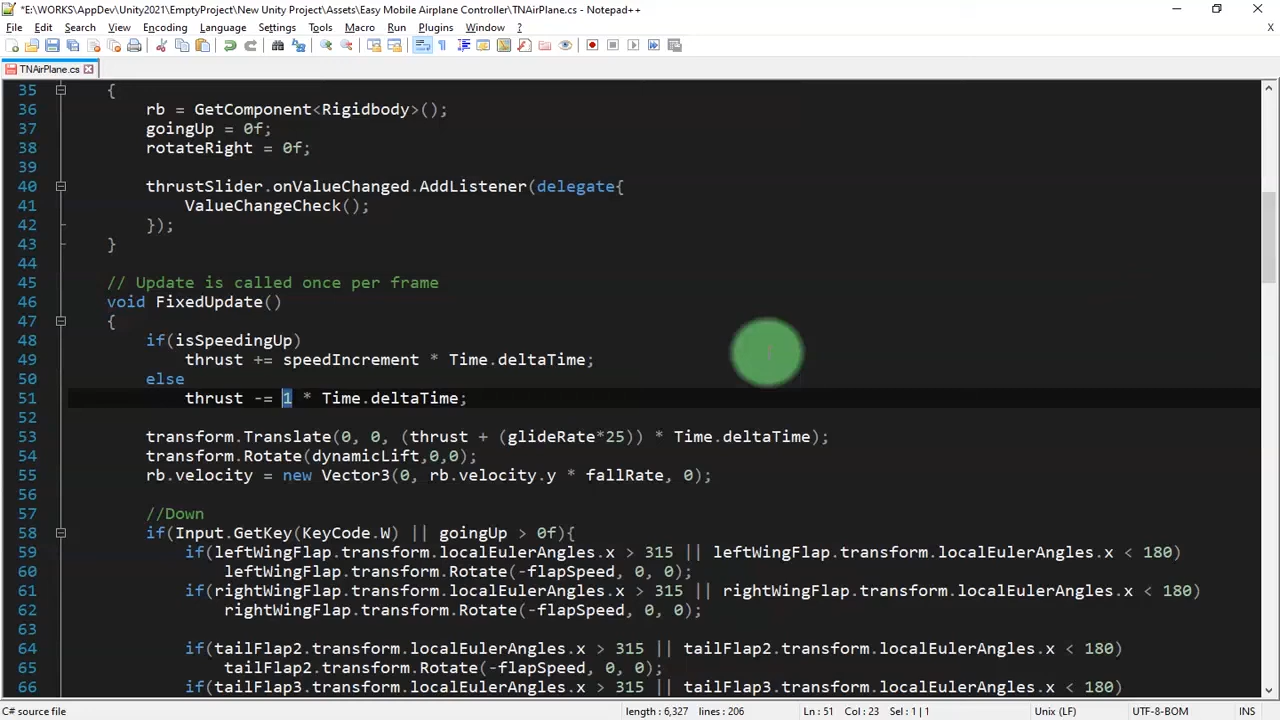 *E:\WORKS\AppDev\Unity2021\EmptyProject\New Unity Project\Assets\Easy Mobile Airplane Controller\TNAirPlane.cs - Notepad++
File Edit Search View Encoding Language Settings Tools Macro Run Plugins Window ? X
TNAirPlane.cs
35 {
36 rb = GetComponent<Rigidbody>();
37 goingUp = 0f;
38 rotateRight = 0f;
39
40 thrustSlider.onValueChanged.AddListener(delegate{
41 ValueChangeCheck();
42 });
43 }
44
45 // Update is called once per frame
46 void FixedUpdate()
47 {
48 if(isSpeedingUp)
49 thrust += speedIncrement * Time.deltaTime;
50 else
51 thrust -= 1 * Time.deltaTime;
52
53 transform.Translate(0, 0, (thrust + (glideRate*25)) * Time.deltaTime);
54 transform.Rotate(dynamicLift,0,0);
55 rb.velocity = new Vector3(0, rb.velocity.y * fallRate, 0);
56
57 //Down
58 if(Input.GetKey(KeyCode.W) || goingUp > 0f){
59 if(leftWingFlap.transform.localEulerAngles.x > 315 || leftWingFlap.transform.localEulerAngles.x < 180)
60 leftWingFlap.transform.Rotate(-flapSpeed, 0, 0);
61 if(rightWingFlap.transform.localEulerAngles.x > 315 || rightWingFlap.transform.localEulerAngles.x < 180)
62 rightWingFlap.transform.Rotate(-flapSpeed, 0, 0);
63
64 if(tailFlap2.transform.localEulerAngles.x > 315 || tailFlap2.transform.localEulerAngles.x < 180)
65 tailFlap2.transform.Rotate(-flapSpeed, 0, 0);
66 if(tailFlap3.transform.localEulerAngles.x > 315 || tailFlap3.transform.localEulerAngles.x < 180)
C# source file length : 6,327 lines : 206 Ln : 51 Col : 23 Sel : 1 | 1 Unix (LF) UTF-8-BOM INS